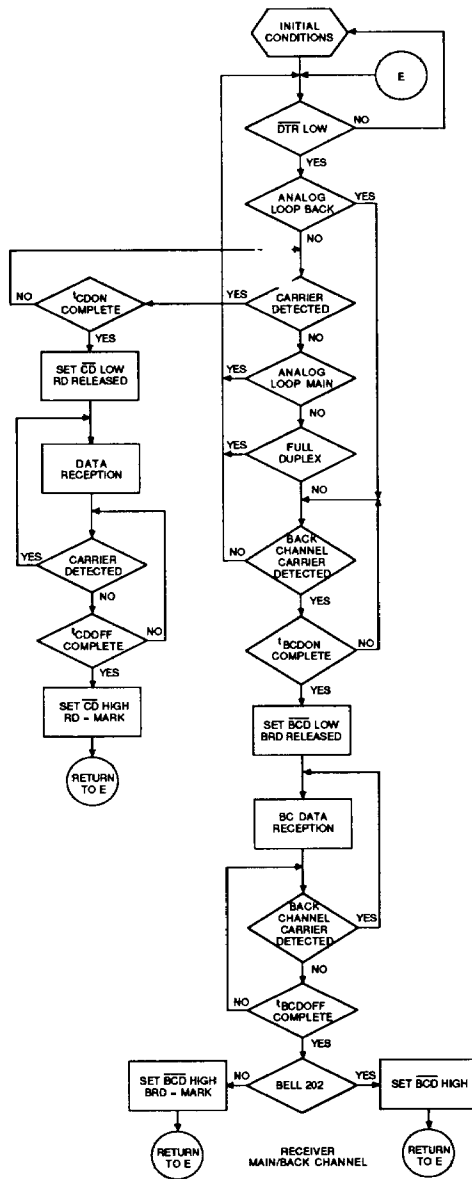 INITIAL
CONDITIONS
E
DTR LOW
NO
YES
ANALOG
LOOP BACK
YES
NO
tCDON
COMPLETE
NO
YES
YES
CARRIER
DETECTED
NO
SET CD LOW
RD RELEASED
YES
ANALOG
LOOP MAIN
NO
DATA
RECEPTION
YES
FULL
DUPLEX
NO
CARRIER
DETECTED
YES
NO
NO
BACK
CHANNEL
CARRIER
DETECTED
YES
tCDOFF
COMPLETE
NO
YES
tBCDON
COMPLETE
NO
YES
SET CD HIGH
RD = MARK
SET BCD LOW
BRD RELEASED
RETURN
TO E
BC DATA
RECEPTION
BACK
CHANNEL
CARRIER
DETECTED
YES
NO
NO
tBCDOFF
COMPLETE
YES
SET BCD HIGH
BRD = MARK
NO
BELL 202
YES
SET BCD HIGH
RETURN
TO E
RECEIVER
MAIN/BACK CHANNEL
RETURN
TO E